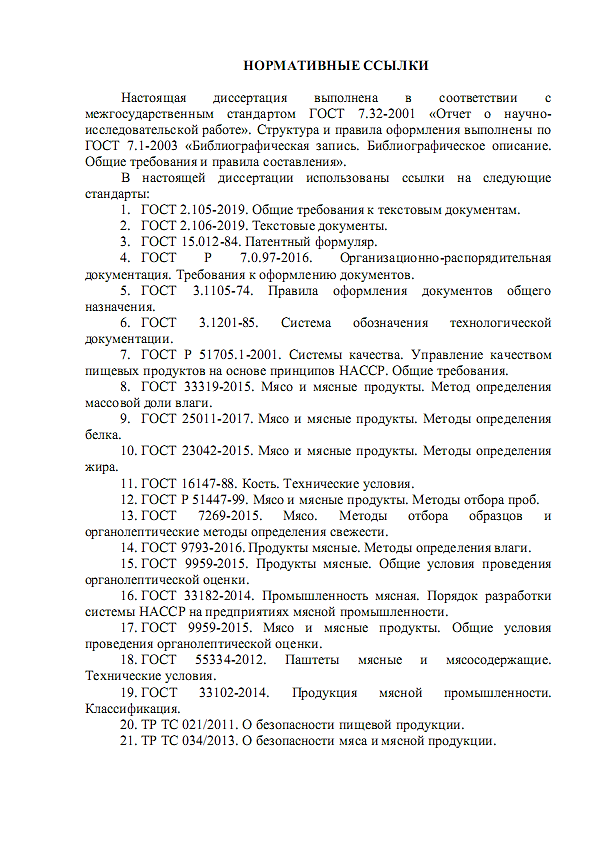 НОРМАТИВНЫЕ ССЫЛКИ
Настоящая диссертация выполнена в соответствии с
межгосударственным стандартом ГОСТ 7.32-2001 «Отчет о научно-
исследовательской работе». Структура и правила оформления выполнены по
ГОСТ 7.1-2003 «Библиографическая запись. Библиографическое описание.
Общие требования и правила составления».
В настоящей диссертации использованы ссылки на следующие
стандарты:
1. ГОСТ 2.105-2019. Общие требования к текстовым документам.
2. ГОСТ 2.106-2019. Текстовые документы.
3. ГОСТ 15.012-84. Патентный формуляр.
4. ГОСТ Р 7.0.97-2016. Организационно-распорядительная
документация. Требования к оформлению документов.
5. ГОСТ 3.1105-74. Правила оформления документов общего
назначения.
6. ГОСТ 3.1201-85. Система обозначения технологической
документации.
7. ГОСТ Р 51705.1-2001. Системы качества. Управление качеством
пищевых продуктов на основе принципов НАССР. Общие требования.
8. ГОСТ 33319-2015. Мясо и мясные продукты. Метод определения
массовой доли влаги.
9. ГОСТ 25011-2017. Мясо и мясные продукты. Методы определения
белка.
10. ГОСТ 23042-2015. Мясо и мясные продукты. Методы определения
жира.
11. ГОСТ 16147-88. Кость. Технические условия.
12. ГОСТ Р 51447-99. Мясо и мясные продукты. Методы отбора проб.
13. ГОСТ 7269-2015. Мясо. Методы отбора образцов и
органолептические методы определения свежести.
14. ГОСТ 9793-2016. Продукты мясные. Методы определения влаги.
15. ГОСТ 9959-2015. Продукты мясные. Общие условия проведения
органолептической оценки.
16. ГОСТ 33182-2014. Промышленность мясная. Порядок разработки
системы НАССР на предприятиях мясной промышленности.
17. ГОСТ 9959-2015. Мясо и мясные продукты. Общие условия
проведения органолептической оценки.
18. ГОСТ 55334-2012. Паштеты мясные и мясосодержащие.
Технические условия.
19. ГОСТ 33102-2014. Продукция мясной промышленности.
Классификация.
20. ТР ТС 021/2011. О безопасности пищевой продукции.
21. ТР ТС 034/2013. О безопасности мяса и мясной продукции.